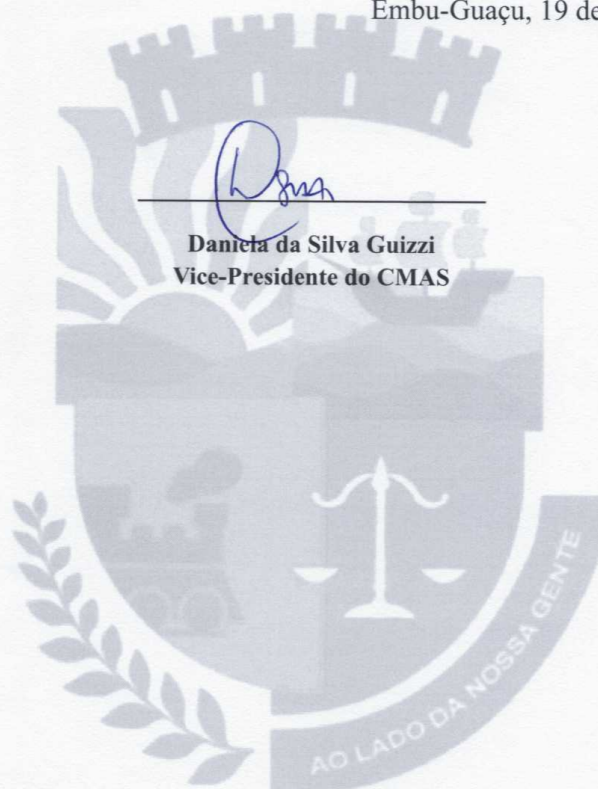 Embu-Guaçu, 19 de
Daniela da Silva Guizzi
Vice-Presidente do CMAS
AO LADO DA NOSSA GENTE